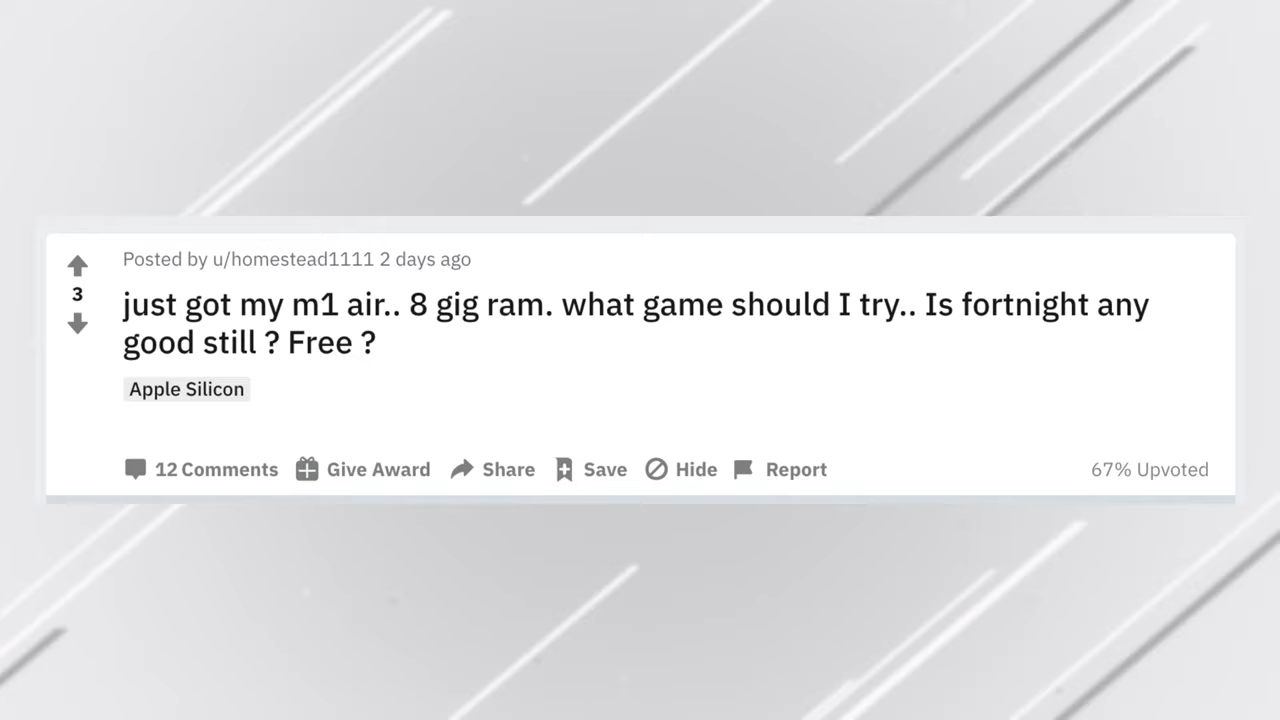 Posted by u/homestead1111 2 days ago
3
just got my m1 air.. 8 gig ram. what game should I try.. Is fortnight any
good still ? Free ?
Apple Silicon
12 Comments Give Award Share Save Hide Report 67% Upvoted